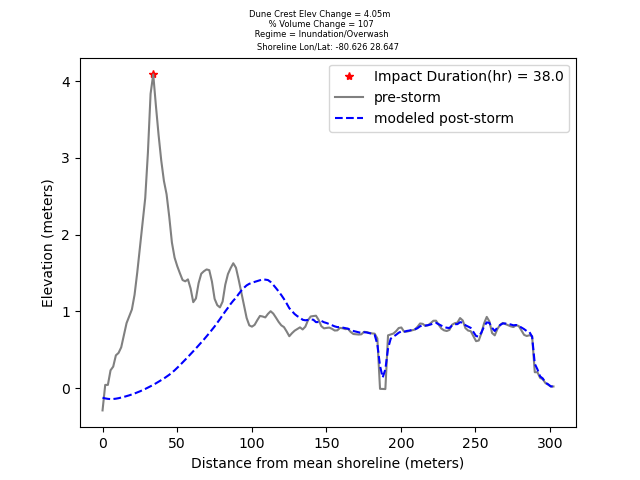 Dune Crest Elev Change = 4.05m
% Volume Change = 107
Regime = Inundation/Overwash
Shoreline Lon/Lat: -80.626 28.647
Impact Duration(hr) = 38.0
pre-storm
modeled post-storm
Elevation (meters)
4
3
2
1
0
0
50
100
150
200
250
300
Distance from mean shoreline (meters)